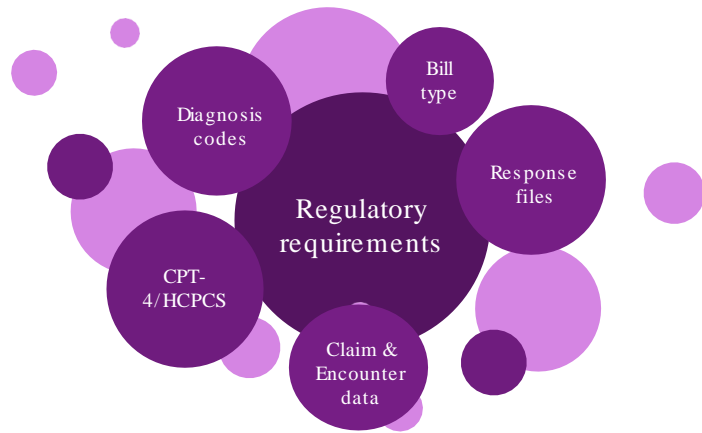 Bill
type
Diagnosis
codes
Response
files
Regulatory
requirements
CPT-
4/HCPCS
Claim &
Encounter
data